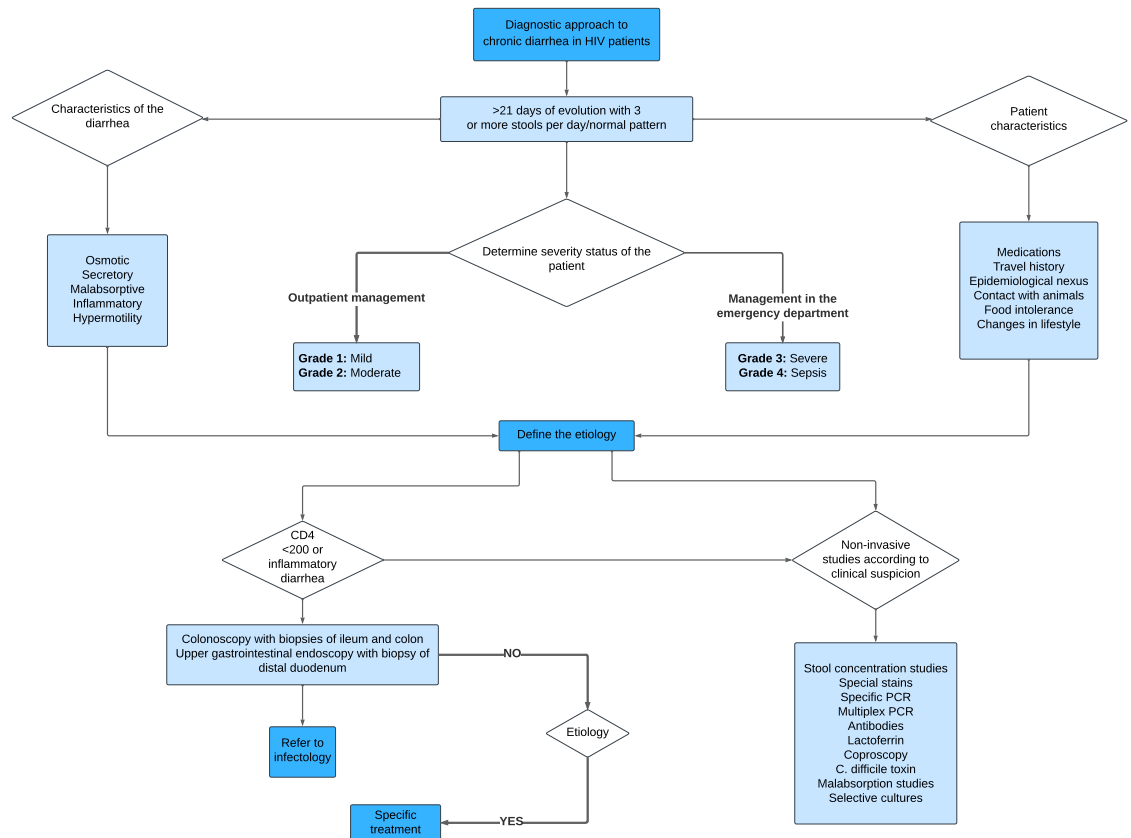 Diagnostic approach to
chronic diarrhea in HIV patients
Characteristics of the
diarrhea
>21 days of evolution with 3
or more stools per day/normal pattern
Patient
characteristics
Osmotic
Secretory
Malabsorptive
Inflammatory
Hypermotility
Determine severity status of the
patient
Medications
Travel history
Epidemiological nexus
Contact with animals
Food intolerance
Changes in lifestyle
Outpatient management
Management in the
emergency department
Grade 1: Mild
Grade 2: Moderate
Grade 3: Severe
Grade 4: Sepsis
Define the etiology
CD4
<200 or
inflammatory
diarrhea
Non-invasive
studies according to
clinical suspicion
Colonoscopy with biopsies of ileum and colon
Upper gastrointestinal endoscopy with biopsy of
distal duodenum
NO
Stool concentration studies
Special stains
Specific PCR
Multiplex PCR
Antibodies
Lactoferrin
Coproscopy
C. difficile toxin
Malabsorption studies
Selective cultures
Etiology
Refer to
infectology
Specific
treatment
YES